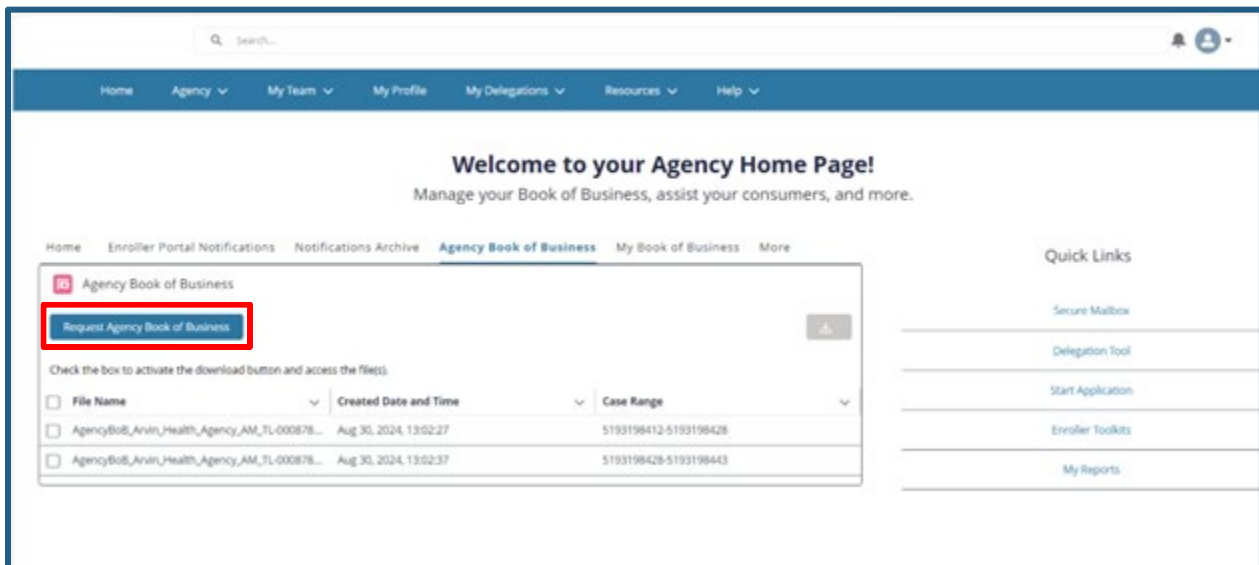 Search...
Home Agency My Team My Profile My Delegations Resources Help
Welcome to your Agency Home Page!
Manage your Book of Business, assist your consumers, and more.
Home Enroller Portal Notifications Notifications Archive Agency Book of Business My Book of Business More
Quick Links
Agency Book of Business
Request Agency Book of Business
Secure Mailbox
Delegation Tool
Check the box to activate the download button and access the file(s).
Start Application
File Name Created Date and Time Case Range
AgencyBoB_Arvin_Health_Agency_AM_TL-000878... Aug 30, 2024, 13:02:27 5193198412-5193198428
Enroller Toolkits
AgencyBoB_Arvin_Health_Agency_AM_TL-000878... Aug 30, 2024, 13:02:37 5193198428-5193198443
My Reports